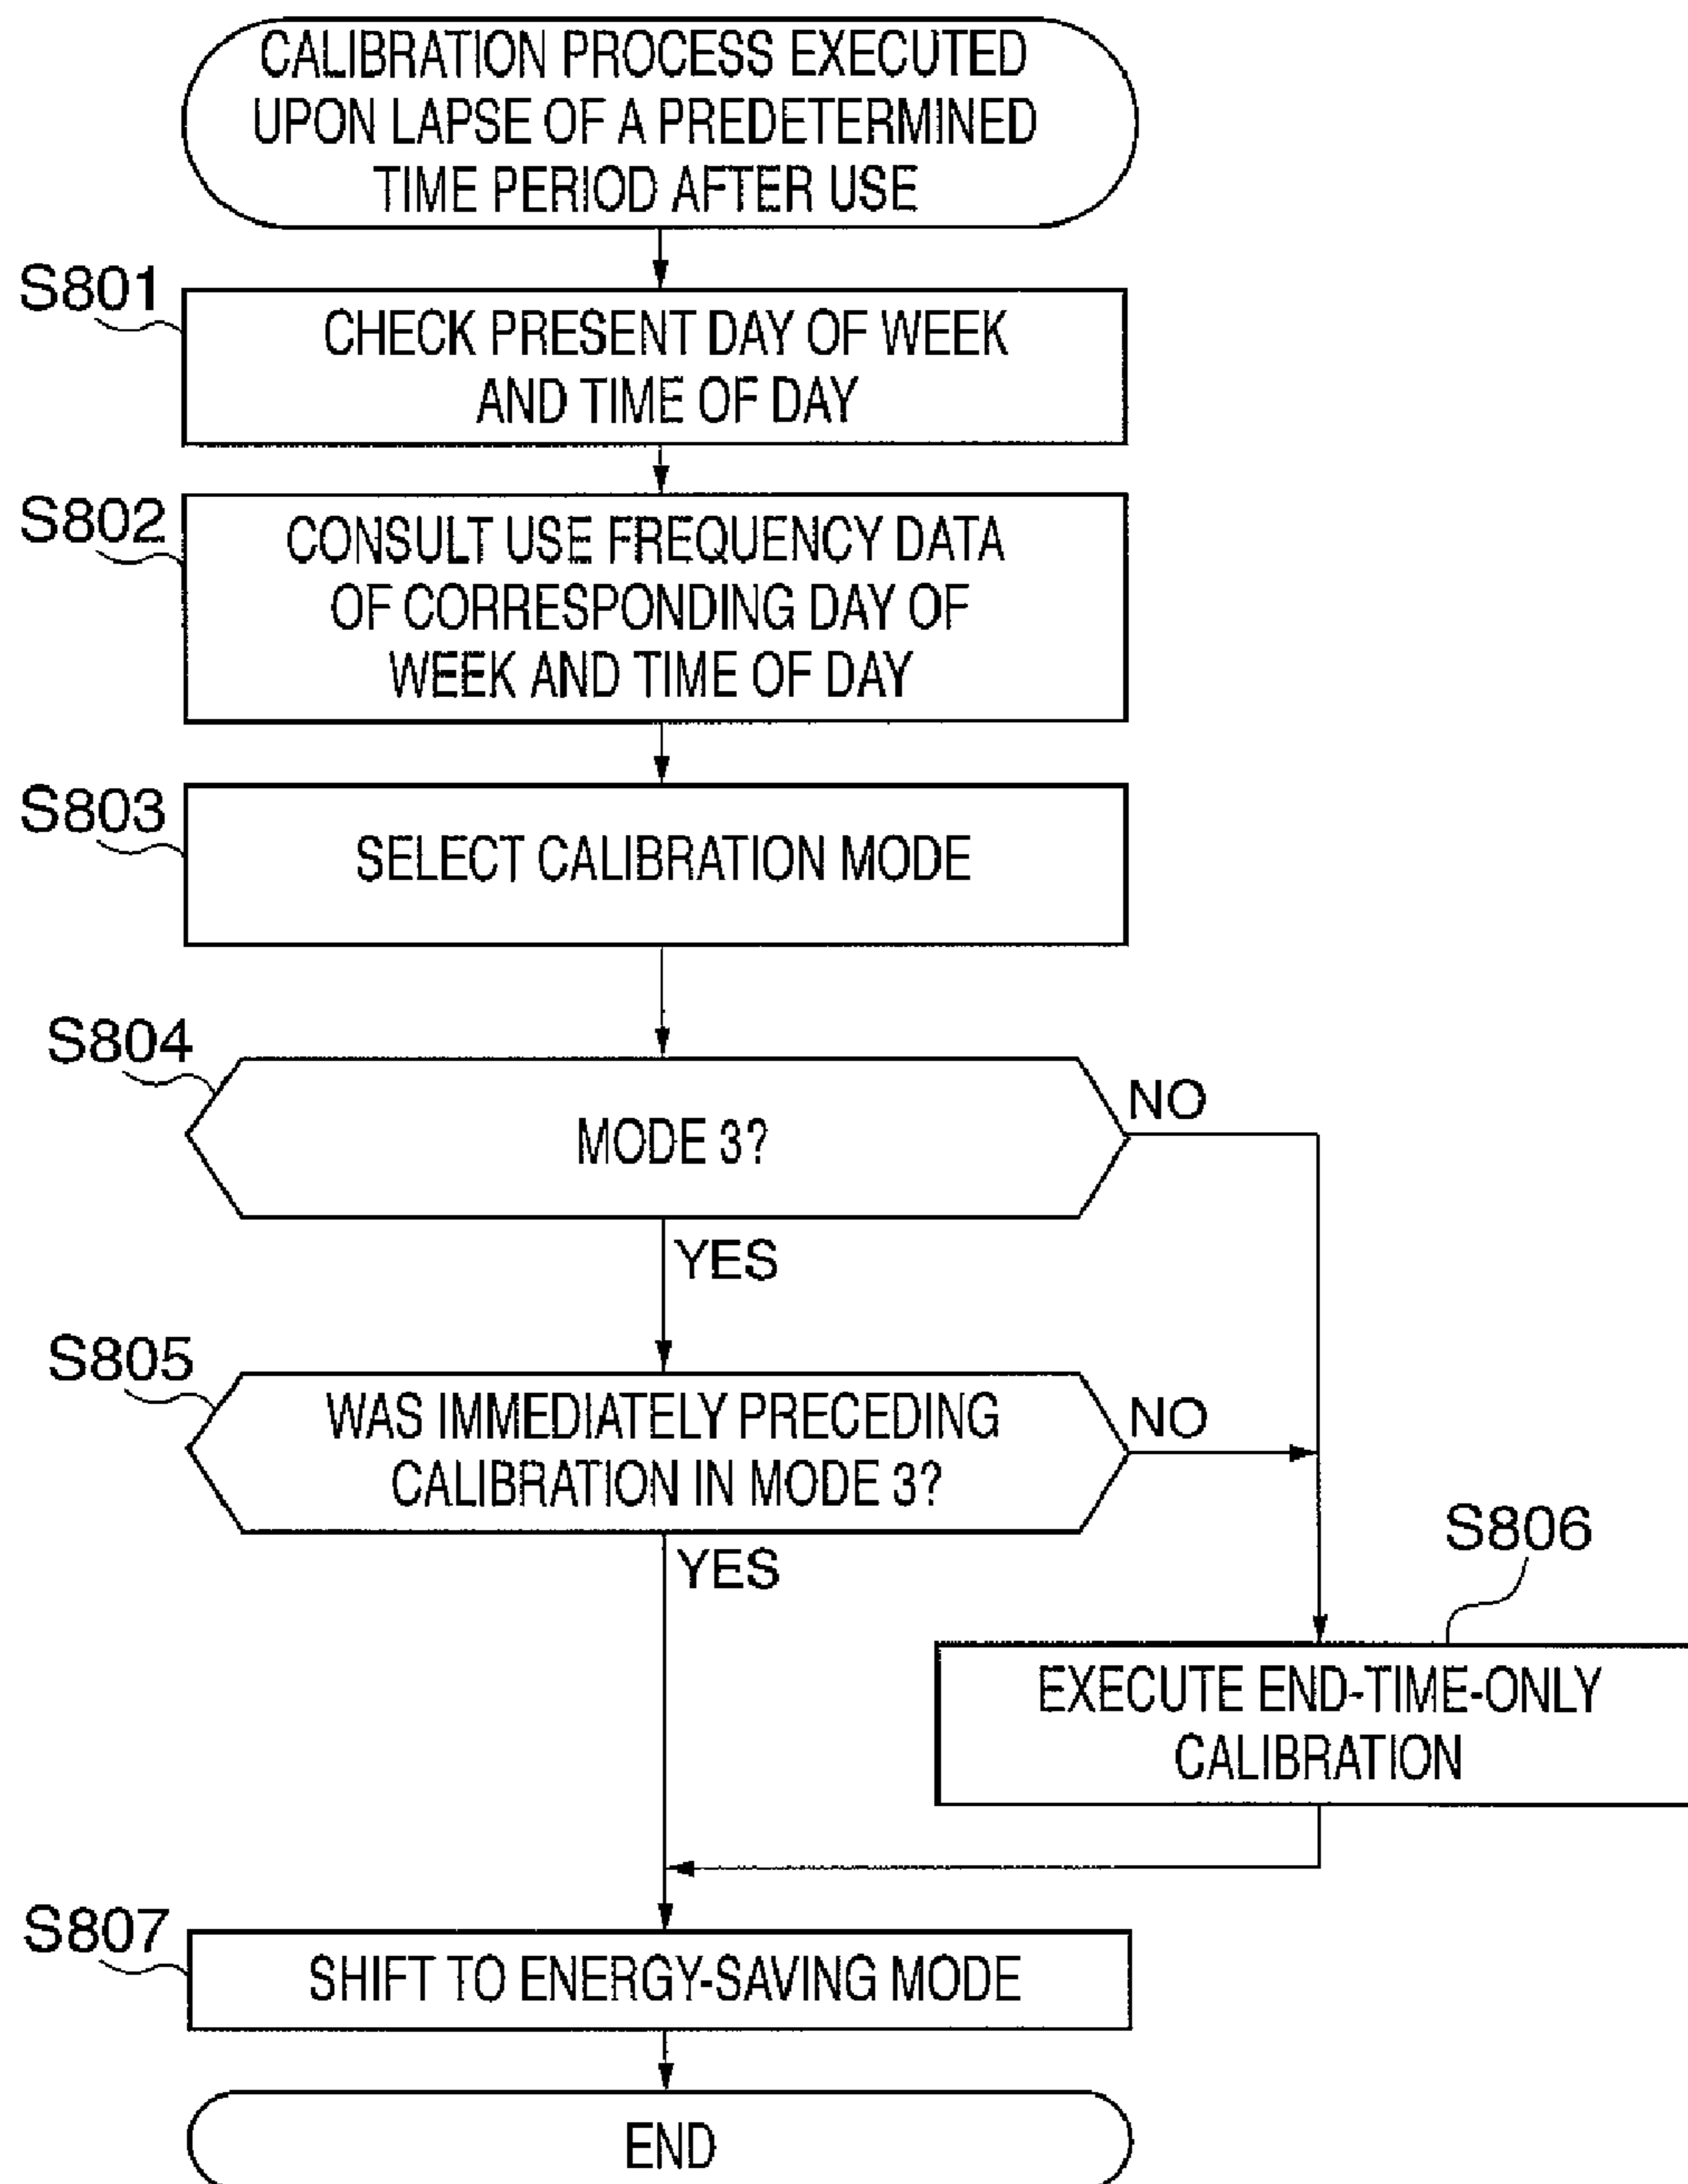 CALIBRATION PROCESS EXECUTED
UPON LAPSE OF A PREDETERMINED
TIME PERIOD AFTER USE
S801
CHECK PRESENT DAY OF WEEK
AND TIME OF DAY
S802
CONSULT USE FREQUENCY DATA
OF CORRESPONDING DAY OF
WEEK AND TIME OF DAY
S803
SELECT CALIBRATION MODE
S804
MODE 3?
NO
YES
S805
WAS IMMEDIATELY PRECEDING
CALIBRATION IN MODE 3?
NO
YES
S806
EXECUTE END-TIME-ONLY
CALIBRATION
S807
SHIFT TO ENERGY-SAVING MODE
END